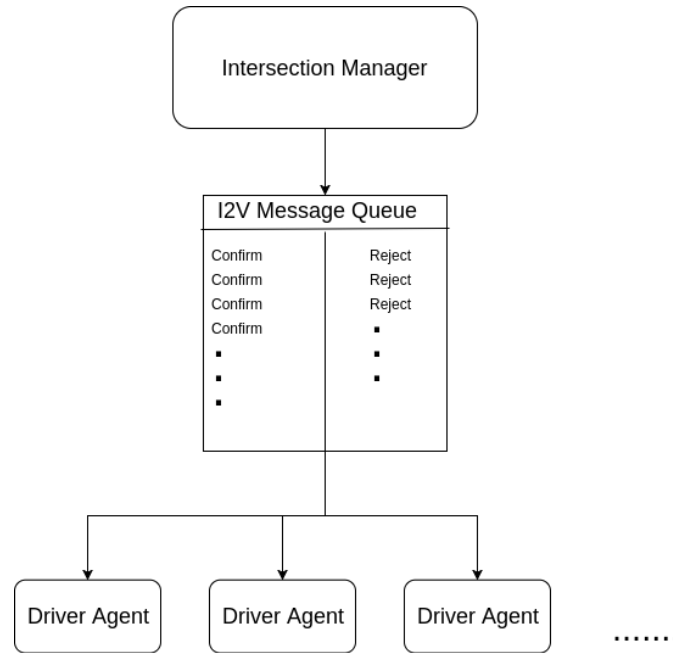 Intersection Manager
I2V Message Queue
Confirm Reject
Confirm Reject
Confirm Reject
Confirm
Driver Agent Driver Agent Driver Agent ......